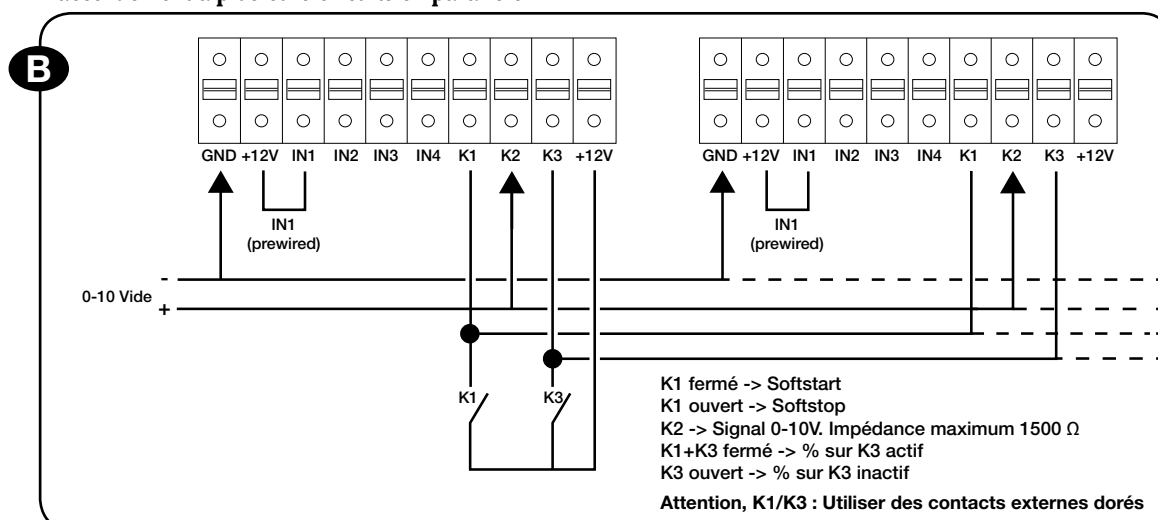 B
GND +12V IN1 IN2 IN3 IN4 K1 K2 K3 +12V
GND +12V IN1 IN2 IN3 IN4 K1 K2 K3 +12V
IN1
(prewired)
IN1
(prewired)
-
0-10 Vide
+
K1
K3
K1 fermé -> Softstart
K1 ouvert -> Softstop
K2 -> Signal 0-10V. Impédance maximum 1500 Ω
K1+K3 fermé -> % sur K3 actif
K3 ouvert -> % sur K3 inactif
Attention, K1/K3 : Utiliser des contacts externes dorés